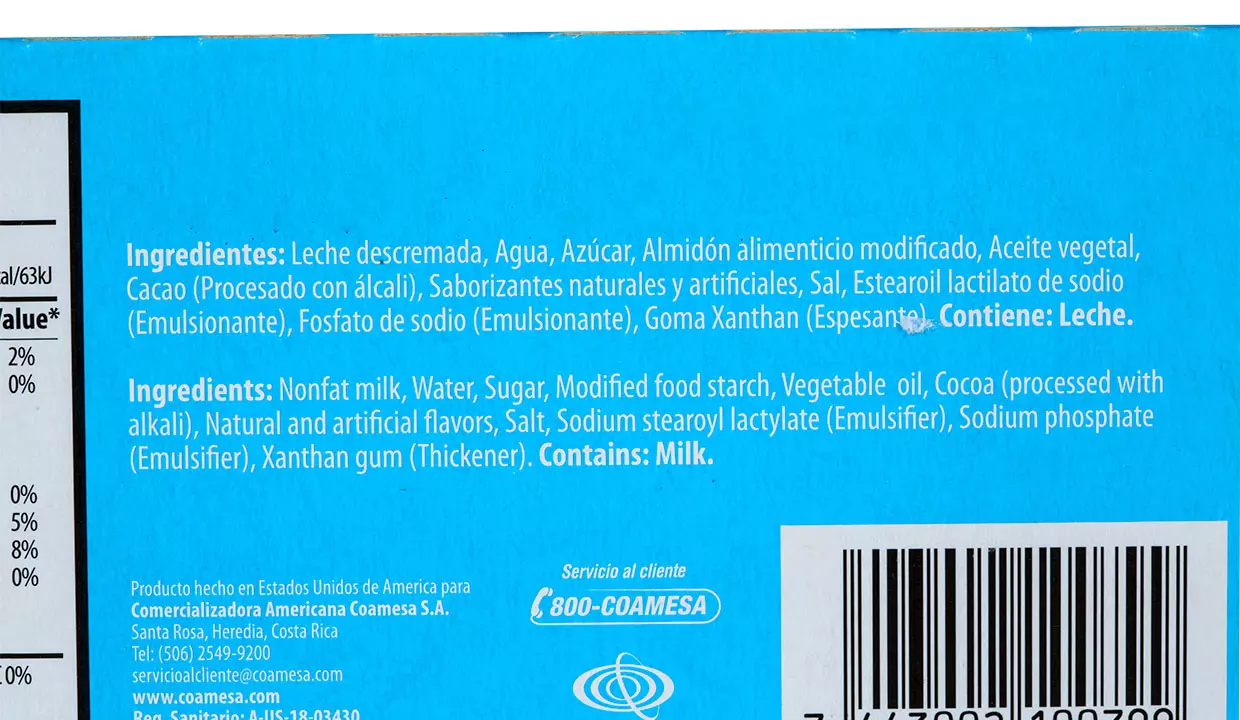 al/63kJ
Value*
2%
0%
0%
5%
8%
0%
0%
Ingredientes: Leche descremada, Agua, Azúcar, Almidón alimenticio modificado, Aceite vegetal,
Cacao (Procesado con álcali), Saborizantes naturales y artificiales, Sal, Estearoil lactilato de sodio
(Emulsionante), Fosfato de sodio (Emulsionante), Goma Xanthan (Espesante). Contiene: Leche.
Ingredients: Nonfat milk, Water, Sugar, Modified food starch, Vegetable oil, Cocoa (processed with
alkali), Natural and artificial flavors, Salt, Sodium stearoyl lactylate (Emulsifier), Sodium phosphate
(Emulsifier), Xanthan gum (Thickener). Contains: Milk.
Producto hecho en Estados Unidos de America para
Comercializadora Americana Coamesa S.A.
Santa Rosa, Heredia, Costa Rica
Tel: (506) 2549-9200
servicioalcliente@coamesa.com
www.coamesa.com
Reg. Sanitario: A-US-18-03430
Servicio al cliente
800-COAMESA